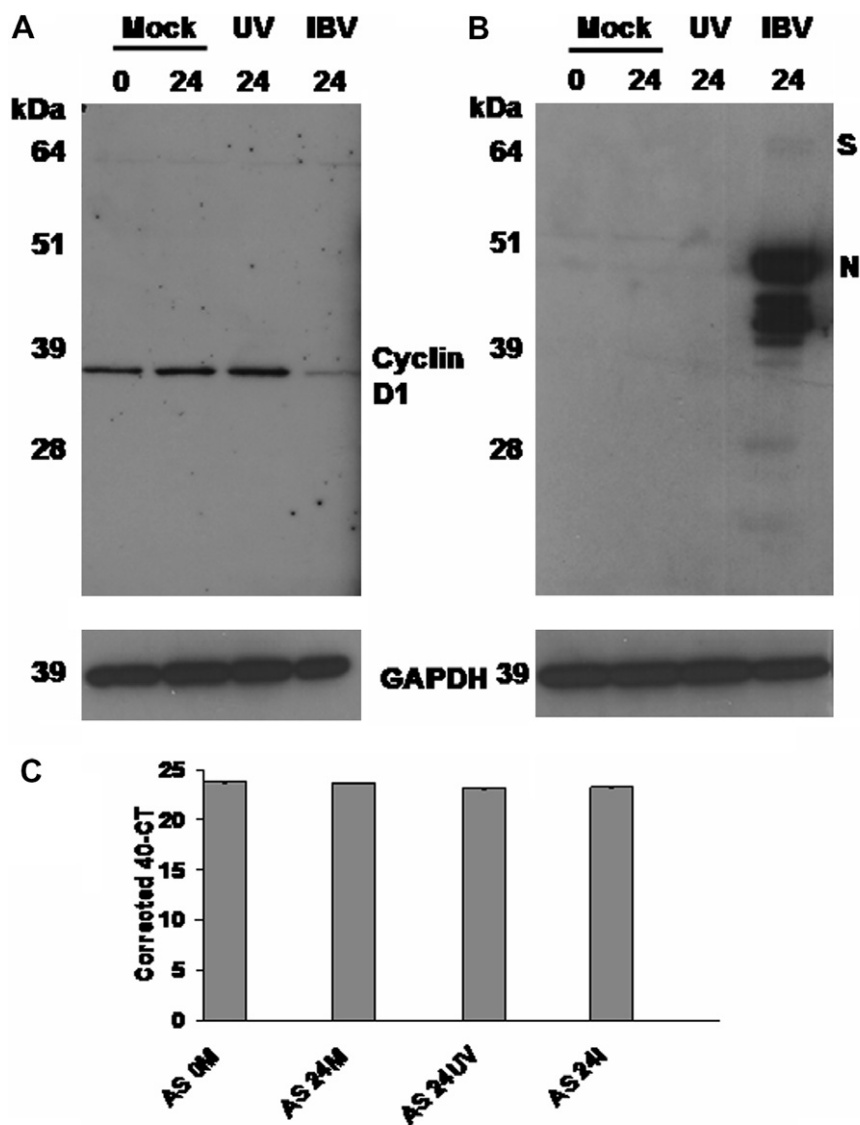 A
Mock UV IBV
0 24 24 24
kDa
64
51
39
28
Cyclin
D1
39
GAPDH
B
Mock UV IBV
0 24 24 24
kDa
64
51
39
28
S
N
39
C
Corrected 40-CT
25
20
15
10
5
0
AS 0M
AS 24M
AS 24UV
AS 24I